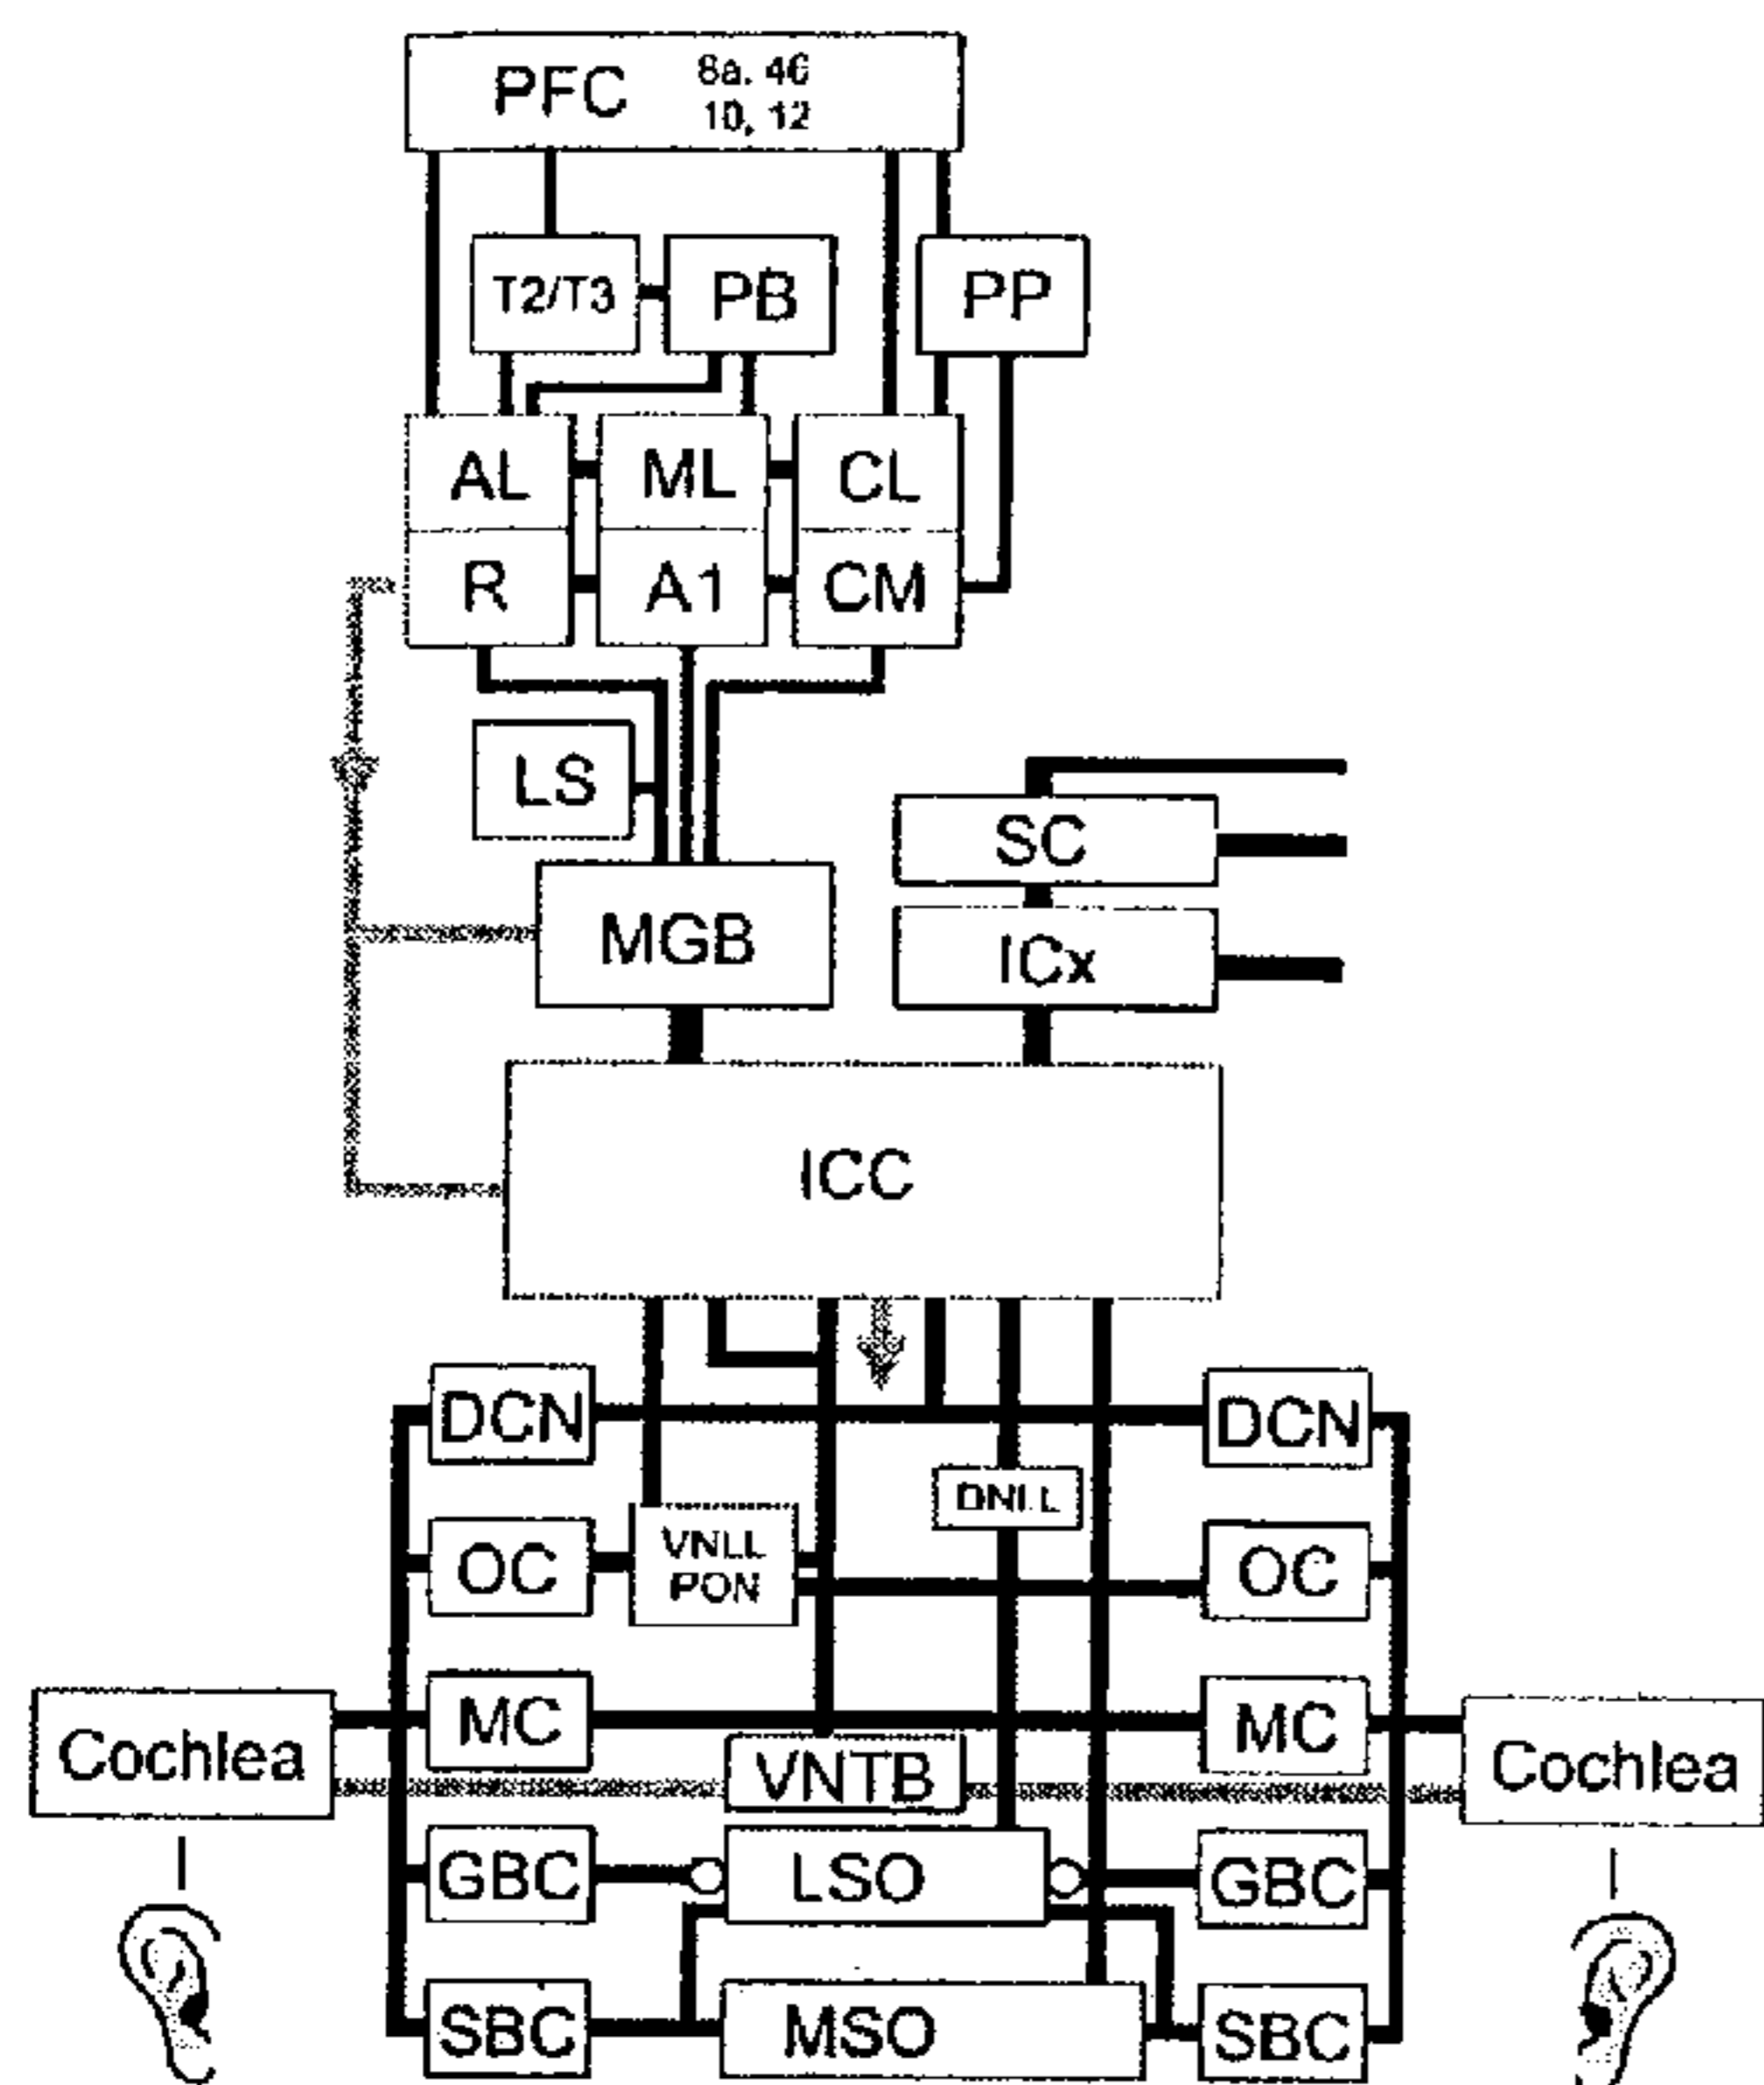 PFC 8a. 46
10, 12
T2/T3 PB PP
AL ML CL
R A1 CM
LS
SC
MGB ICx
ICC
DCN DCN
DNLL
OC VNLL OC
PON
MC MC
Cochlea VNTB Cochlea
GBC LSO GBC
SBC MSO SBC